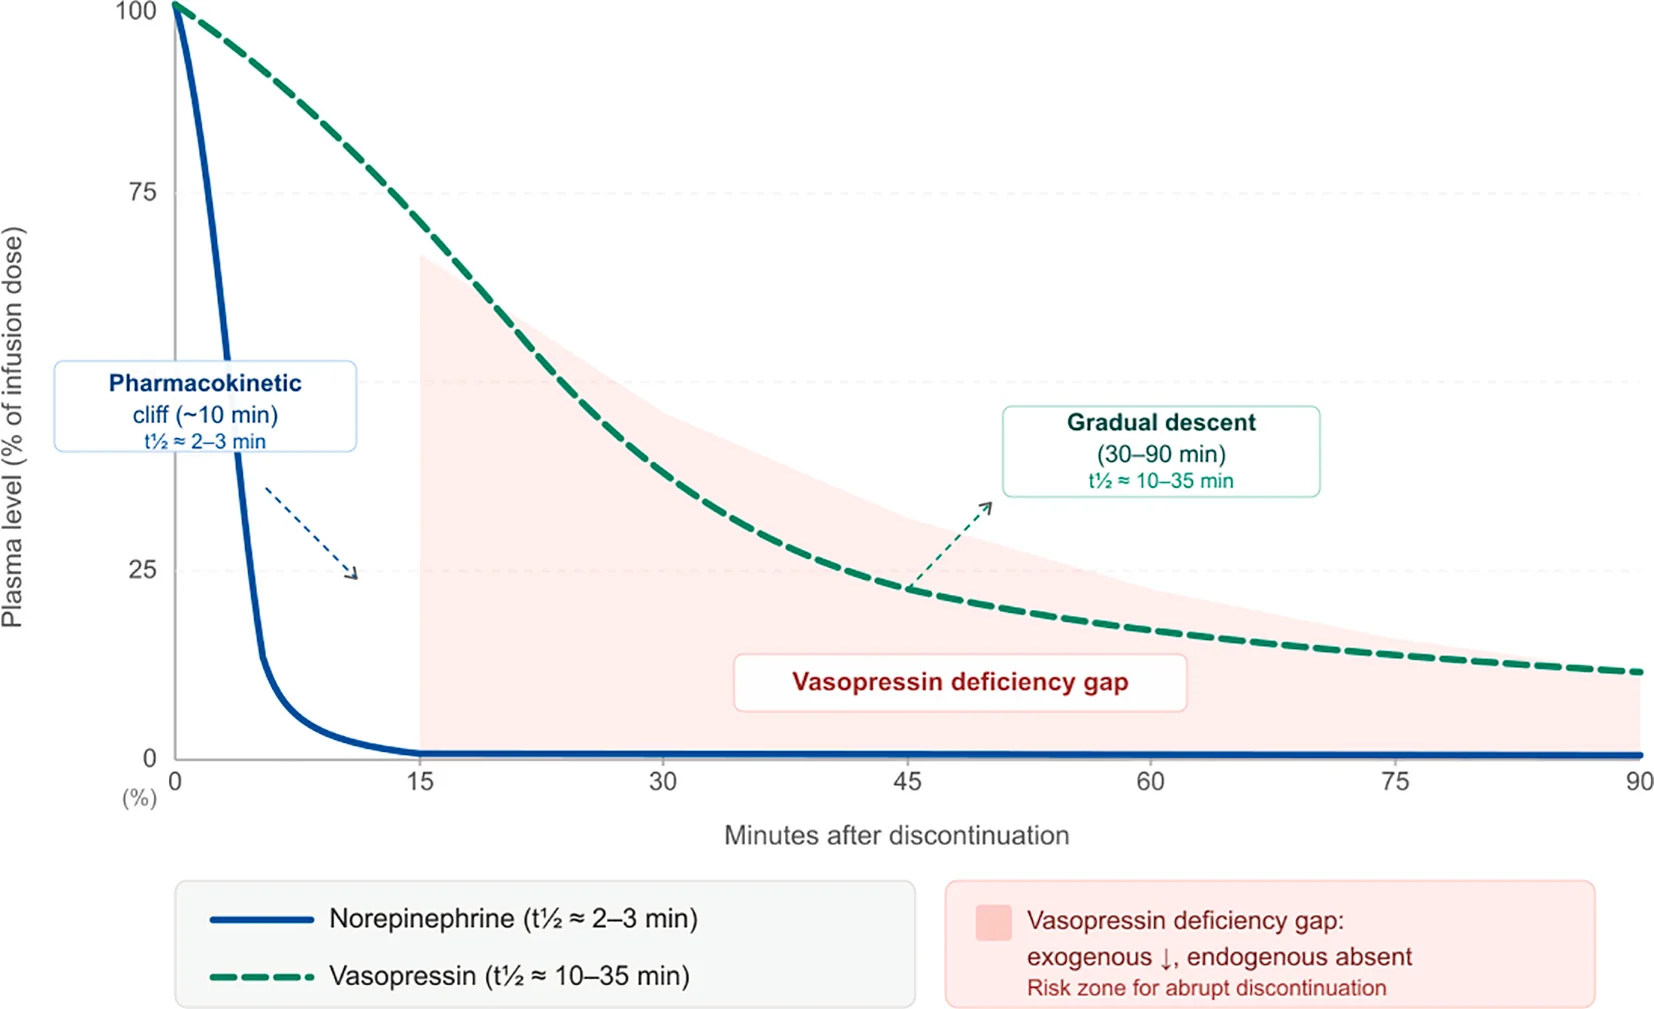 100
75
25
0
(%)
Plasma level (% of infusion dose)
Pharmacokinetic
cliff (~10 min)
t½ ≈ 2–3 min
Gradual descent
(30–90 min)
t½ ≈ 10–35 min
Vasopressin deficiency gap
0 15 30 45 60 75 90
Minutes after discontinuation
Norepinephrine (t½ ≈ 2–3 min)
Vasopressin (t½ ≈ 10–35 min)
Vasopressin deficiency gap:
exogenous ↓, endogenous absent
Risk zone for abrupt discontinuation